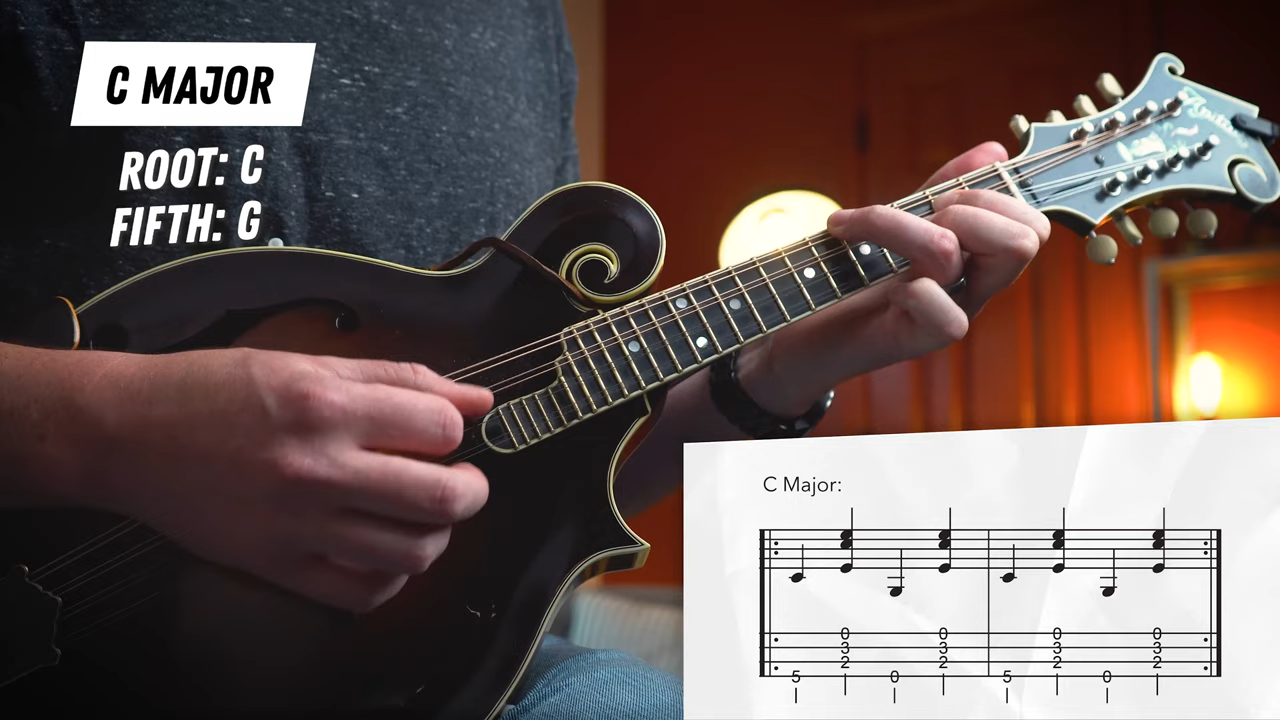 C MAJOR
ROOT: C
FIFTH: G
C Major:
0 0 0 0
3 3 3 3
2 2 2 2
5 0 5 0